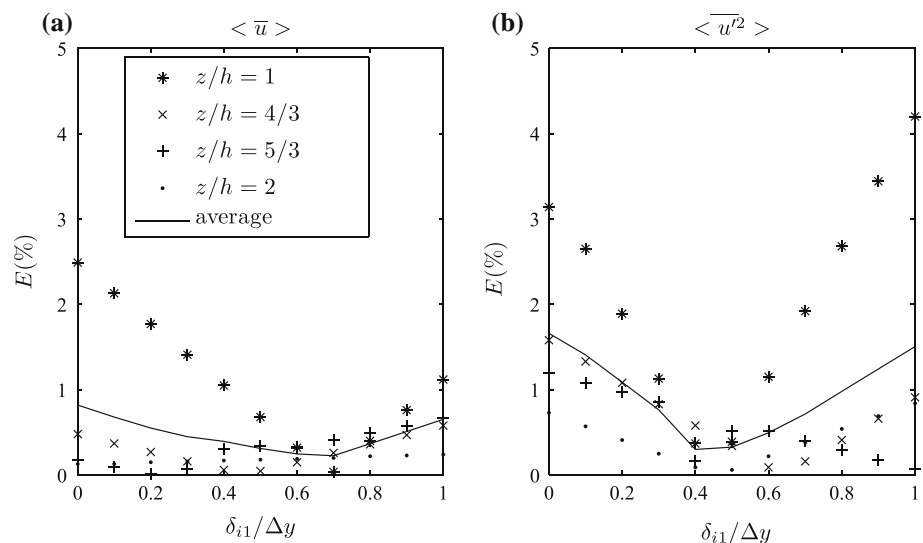 (a)
< u̅ >
5
4
3
2
1
0
E(%)
z/h = 1
z/h = 4/3
z/h = 5/3
z/h = 2
average
0 0.2 0.4 0.6 0.8 1
δi1/Δy
(b)
< u′² >
5
4
3
2
1
0
E(%)
0 0.2 0.4 0.6 0.8 1
δi1/Δy